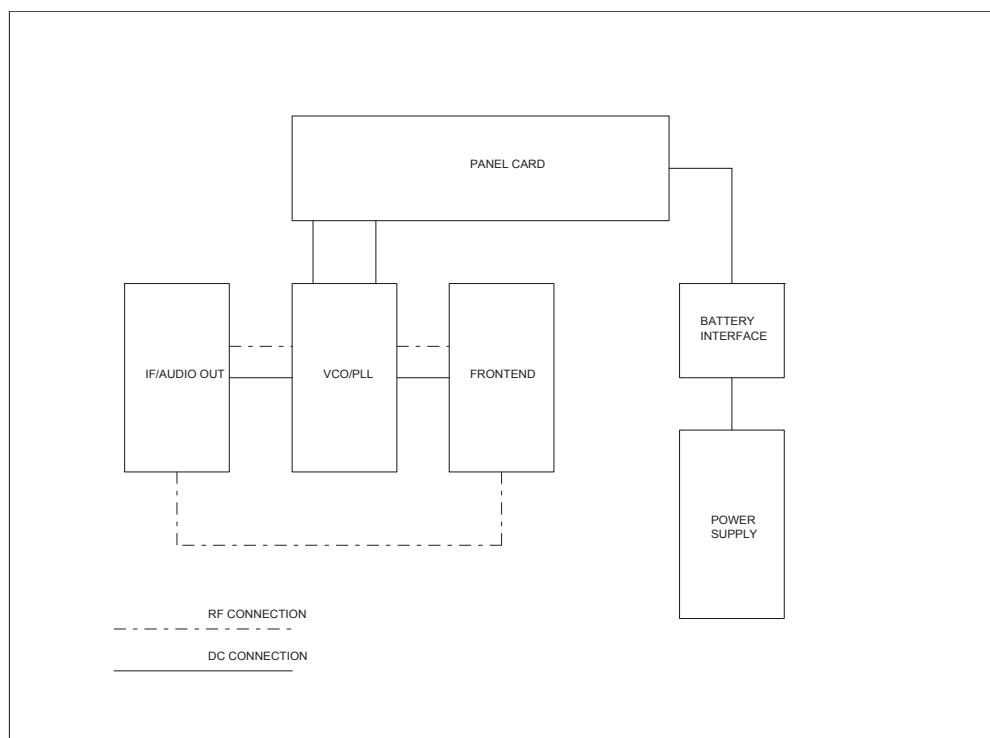 PANEL CARD
IF/AUDIO OUT
VCO/PLL
FRONTEND
BATTERY
INTERFACE
POWER
SUPPLY
RF CONNECTION
DC CONNECTION